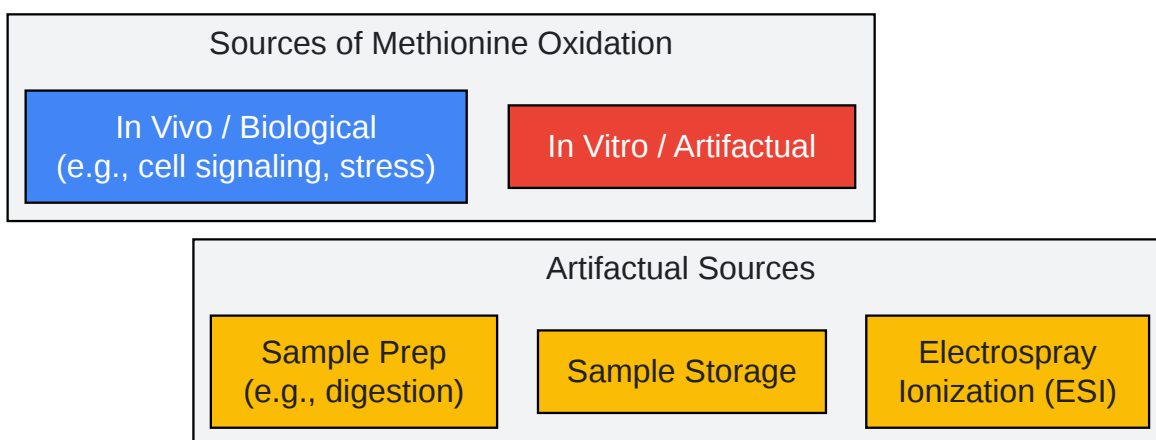 Sources of Methionine Oxidation
In Vivo / Biological
(e.g., cell signaling, stress)
In Vitro / Artifactual
Artifactual Sources
Sample Prep
(e.g., digestion)
Sample Storage
Electrospray
Ionization (ESI)